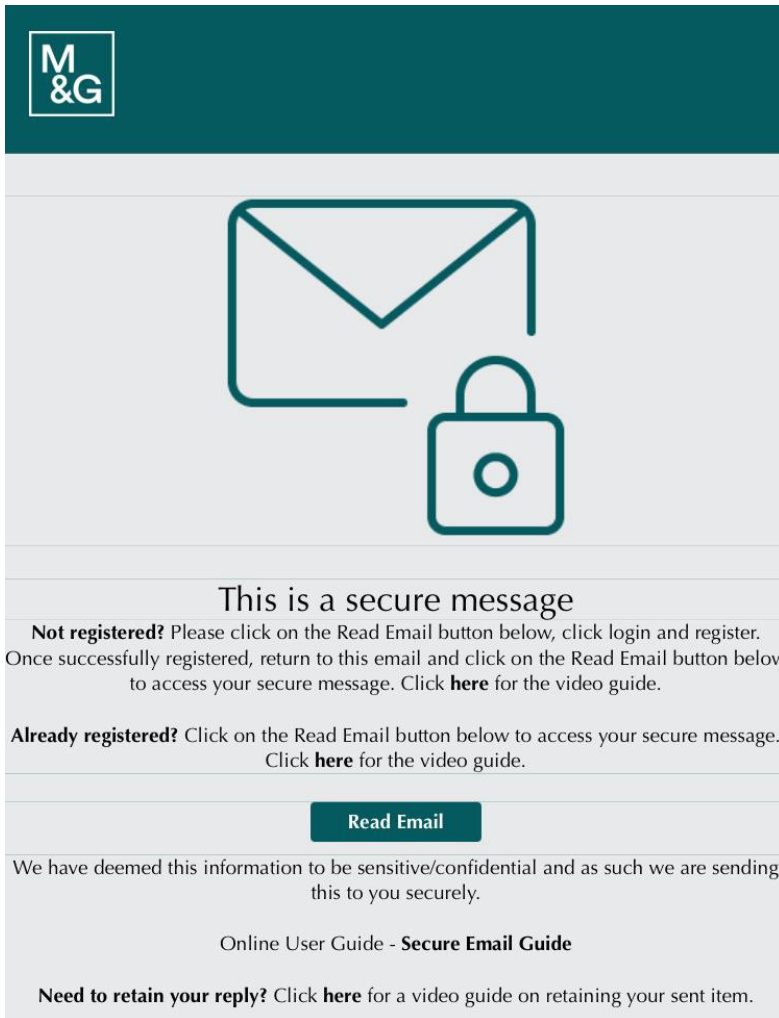 M
&G
This is a secure message
Not registered? Please click on the Read Email button below, click login and register.
Once successfully registered, return to this email and click on the Read Email button below
to access your secure message. Click here for the video guide.
Already registered? Click on the Read Email button below to access your secure message.
Click here for the video guide.
Read Email
We have deemed this information to be sensitive/confidential and as such we are sending
this to you securely.
Online User Guide - Secure Email Guide
Need to retain your reply? Click here for a video guide on retaining your sent item.